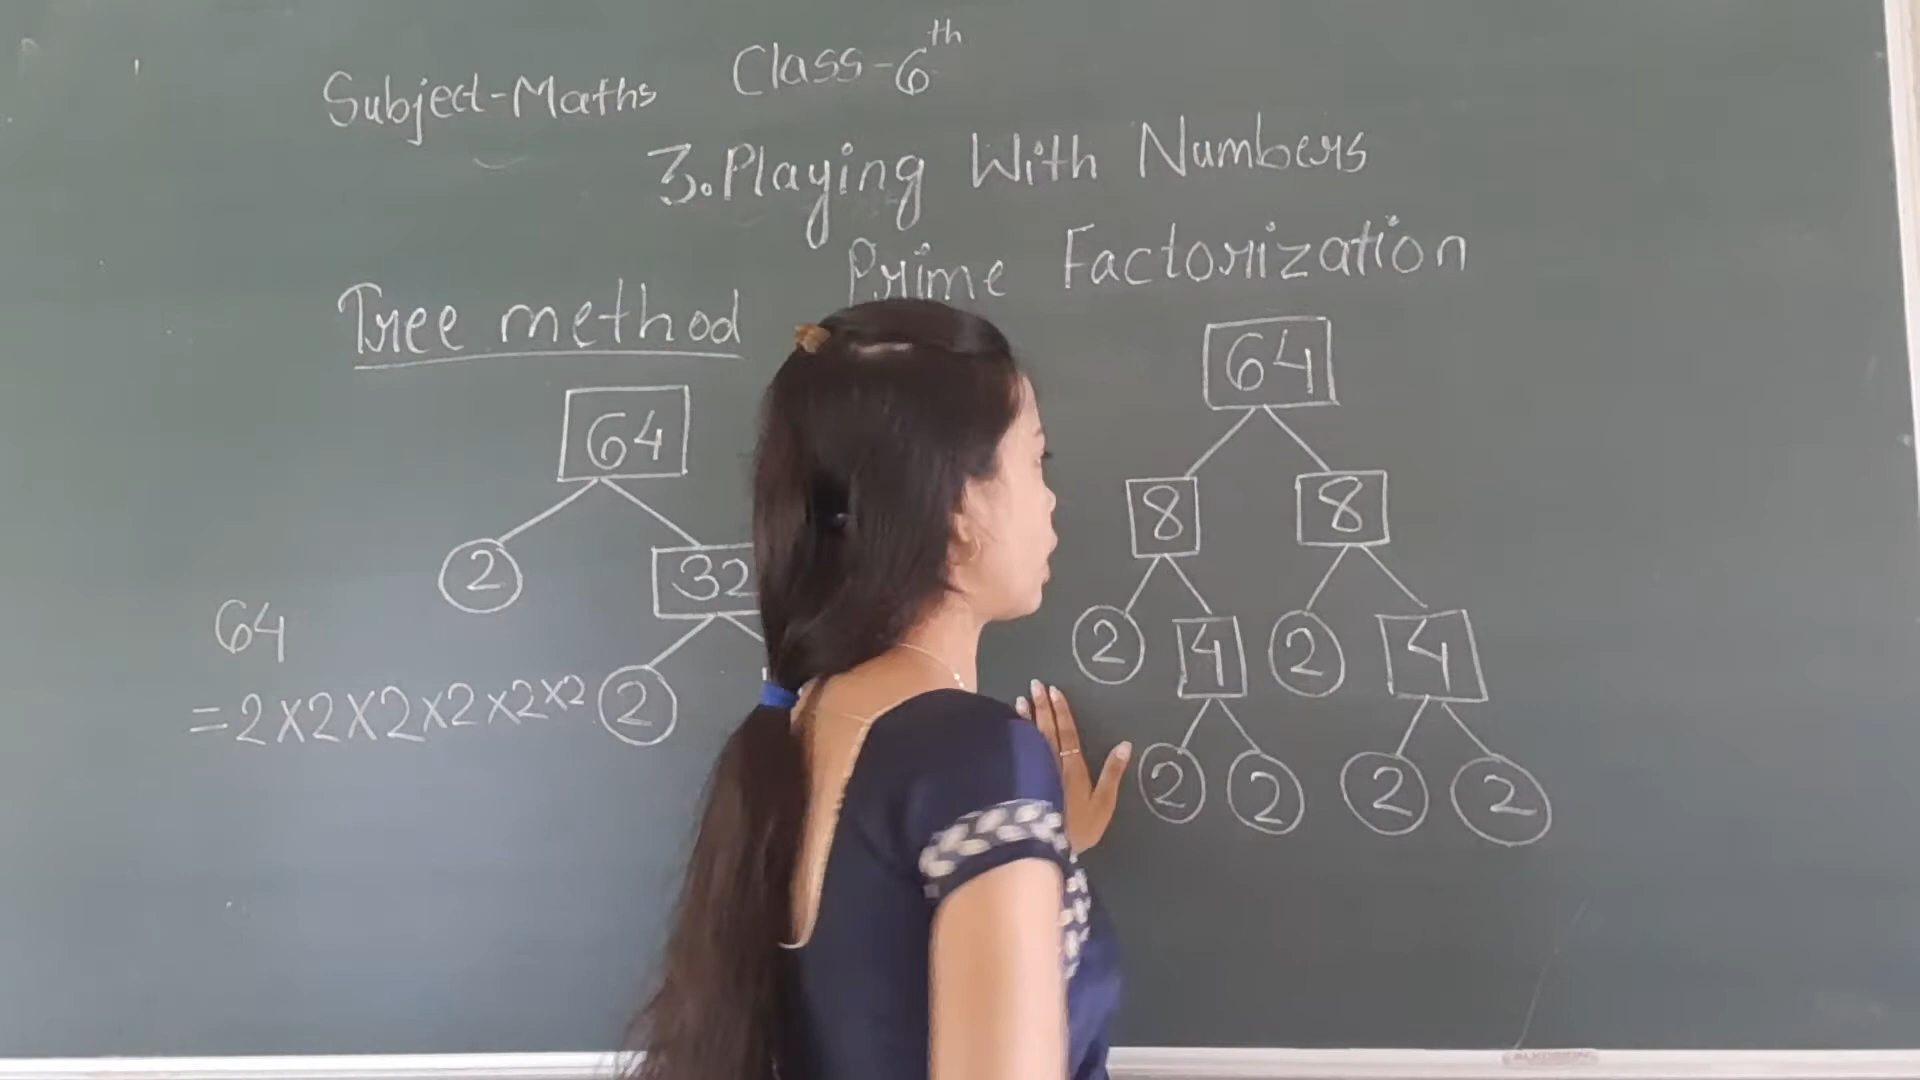 Subject-Maths Class-6th
3. Playing With Numbers
Prime Factorization
Tree method
64
2 32
2
64
=2×2×2×2×2×2
64
8 8
2 4 2 4
2 2 2 2